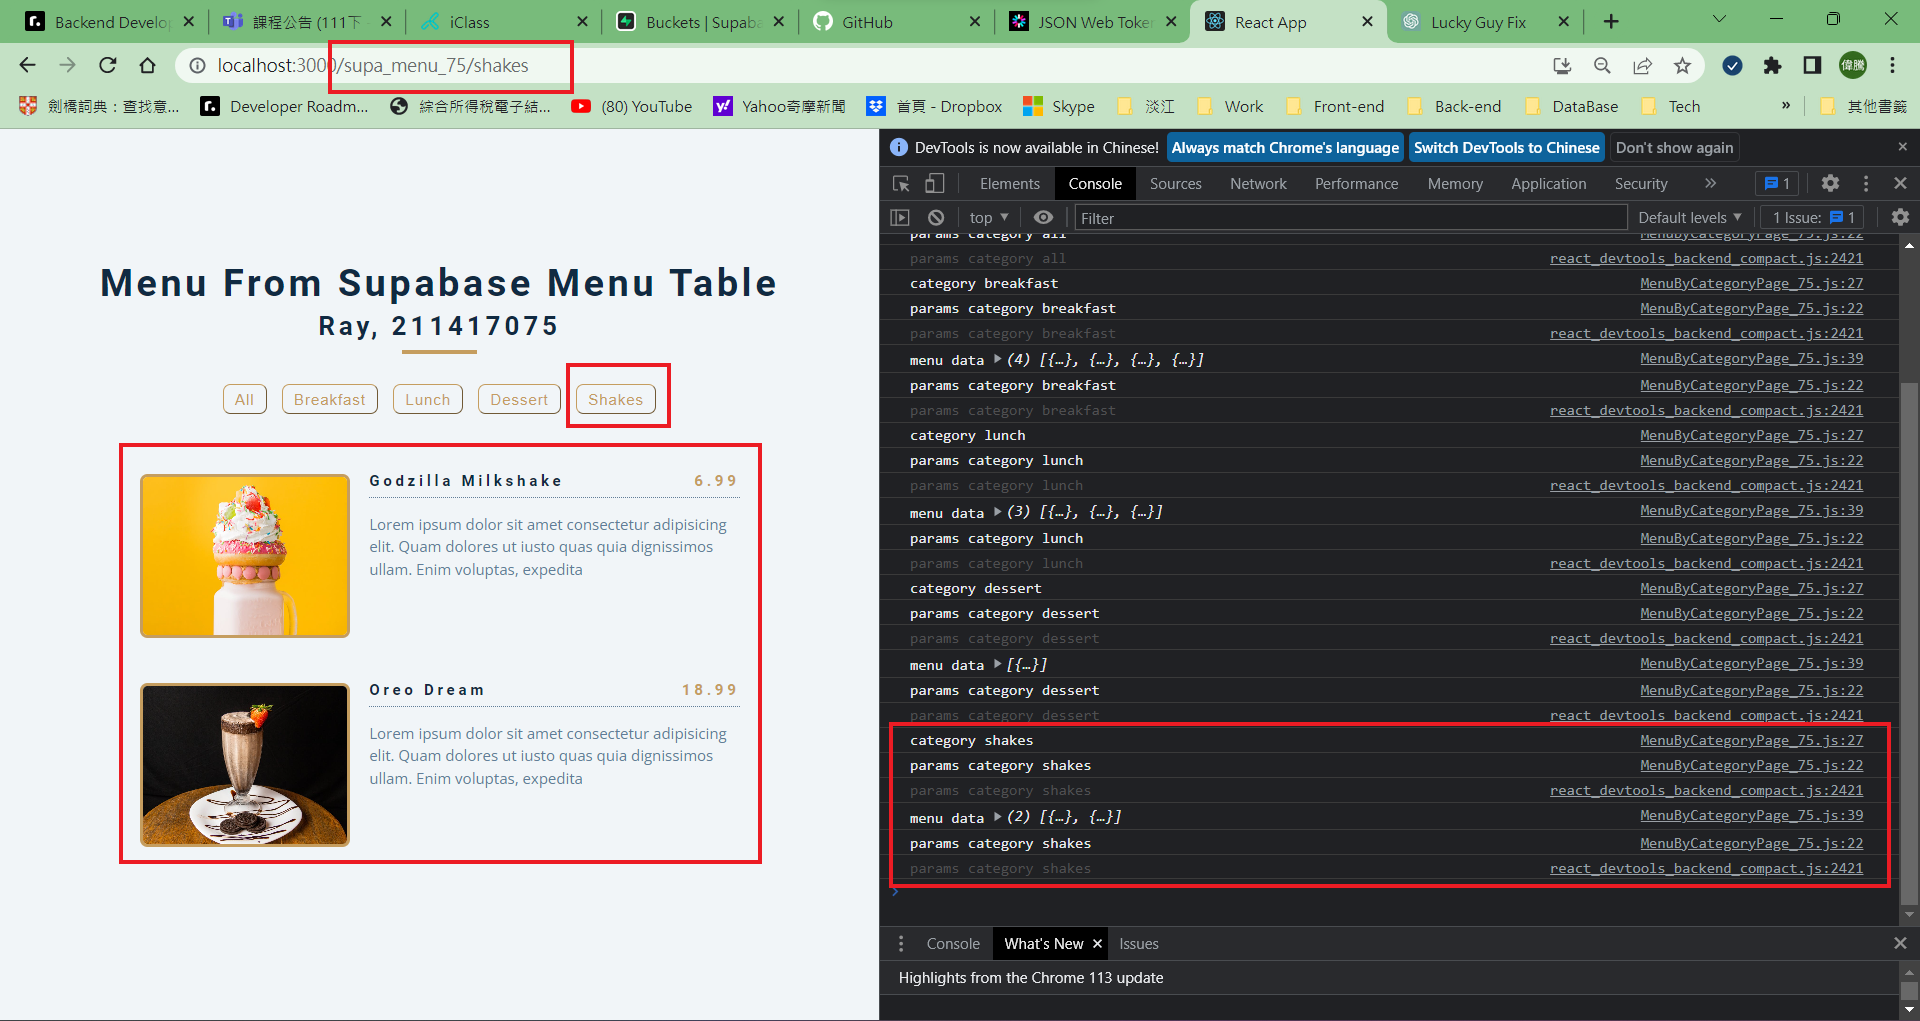 Backend Develop
課程公告 (111下
iClass
Buckets | Supaba
GitHub
JSON Web Token
React App
Lucky Guy Fix
localhost:3000/supa_menu_75/shakes
偉騰
劍橋詞典：查找意...
Developer Roadm...
綜合所得稅電子結...
(80) YouTube
Yahoo奇摩新聞
首頁 - Dropbox
Skype
淡江
Work
Front-end
Back-end
DataBase
Tech
»
其他書籤
Menu From Supabase Menu Table
Ray, 211417075
All
Breakfast
Lunch
Dessert
Shakes
Godzilla Milkshake 6.99
Lorem ipsum dolor sit amet consectetur adipisicing
elit. Quam dolores ut iusto quas quia dignissimos
ullam. Enim voluptas, expedita
Oreo Dream 18.99
Lorem ipsum dolor sit amet consectetur adipisicing
elit. Quam dolores ut iusto quas quia dignissimos
ullam. Enim voluptas, expedita
DevTools is now available in Chinese! Always match Chrome's language Switch DevTools to Chinese Don't show again
Elements Console Sources Network Performance Memory Application Security » 1
top Filter Default levels 1 Issue: 1
params category all MenuByCategoryPage_75.js:22
params category all react_devtools_backend_compact.js:2421
category breakfast MenuByCategoryPage_75.js:27
params category breakfast MenuByCategoryPage_75.js:22
params category breakfast react_devtools_backend_compact.js:2421
menu data (4) [{…}, {…}, {…}, {…}] MenuByCategoryPage_75.js:39
params category breakfast MenuByCategoryPage_75.js:22
params category breakfast react_devtools_backend_compact.js:2421
category lunch MenuByCategoryPage_75.js:27
params category lunch MenuByCategoryPage_75.js:22
params category lunch react_devtools_backend_compact.js:2421
menu data (3) [{…}, {…}, {…}] MenuByCategoryPage_75.js:39
params category lunch MenuByCategoryPage_75.js:22
params category lunch react_devtools_backend_compact.js:2421
category dessert MenuByCategoryPage_75.js:27
params category dessert MenuByCategoryPage_75.js:22
params category dessert react_devtools_backend_compact.js:2421
menu data [{…}] MenuByCategoryPage_75.js:39
params category dessert MenuByCategoryPage_75.js:22
params category dessert react_devtools_backend_compact.js:2421
category shakes MenuByCategoryPage_75.js:27
params category shakes MenuByCategoryPage_75.js:22
params category shakes react_devtools_backend_compact.js:2421
menu data (2) [{…}, {…}] MenuByCategoryPage_75.js:39
params category shakes MenuByCategoryPage_75.js:22
params category shakes react_devtools_backend_compact.js:2421
Console What's New Issues
Highlights from the Chrome 113 update